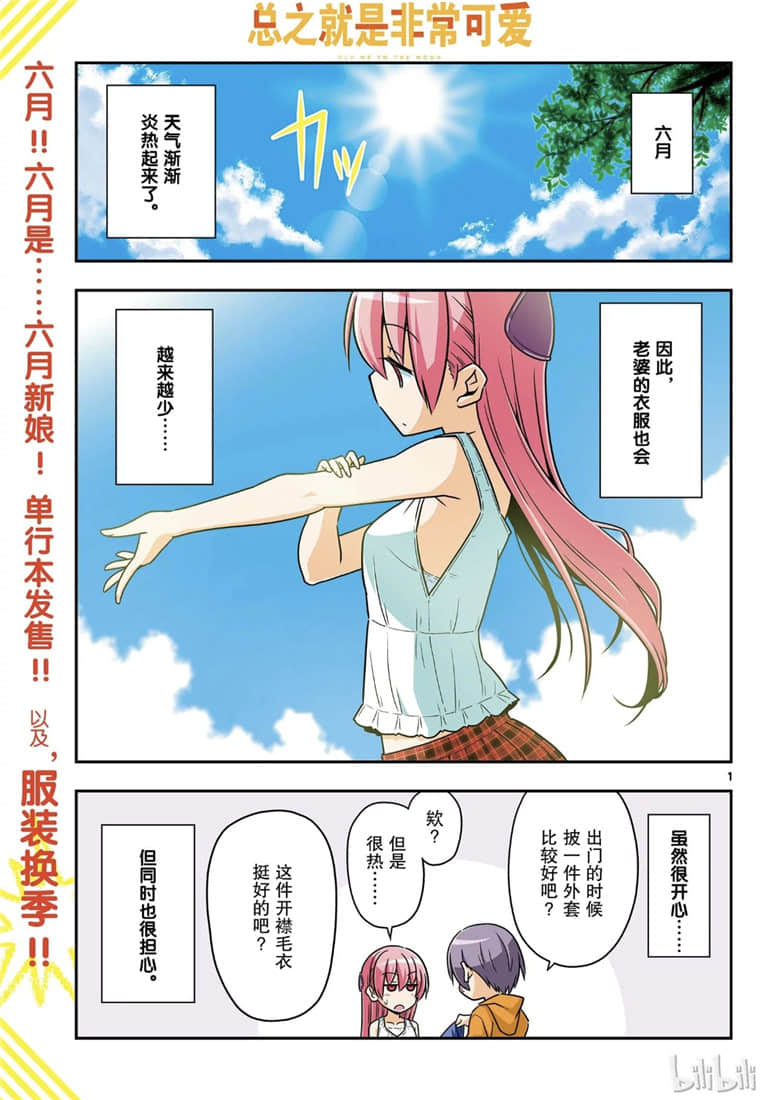 总之就是非常可爱
FLY ME TO THE MOON
六月!!六月是……六月新娘!单行本发售!!以及,服装换季!!
六月
カッ
天气渐渐
炎热起来了。
因此,
老婆的衣服也会
越来越少……
1
虽然很开心……
出门的时候
披一件外套
比较好吧?
欸?
但是
很热……
这件开襟毛衣
挺好的吧?
但同时也很担心。
bilibili